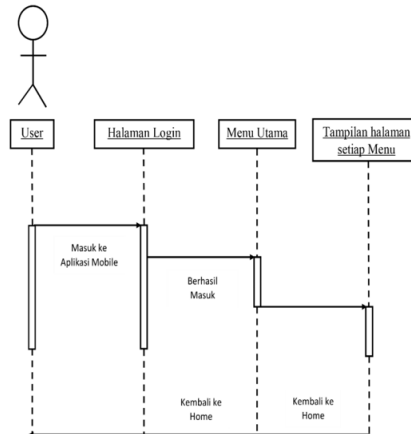 User
Halaman Login
Menu Utama
Tampilan halaman
setiap Menu
Masuk ke
Aplikasi Mobile
Berhasil
Masuk
Kembali ke
Home
Kembali ke
Home